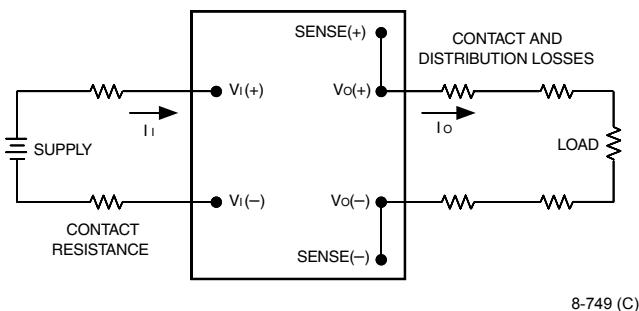 SENSE(+)
CONTACT AND
DISTRIBUTION LOSSES
VI(+)
VO(+)
II
IO
SUPPLY
LOAD
VI(–)
VO(–)
CONTACT
RESISTANCE
SENSE(–)
8-749 (C)